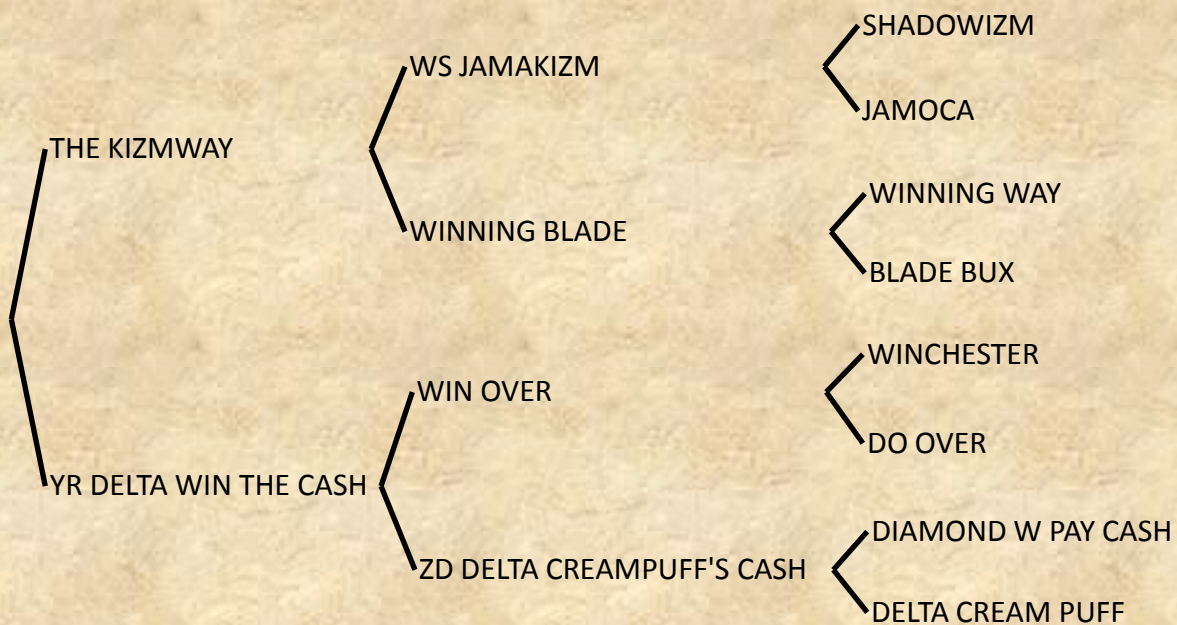 SHADOWIZM
WS JAMAKIZM
JAMOCA
THE KIZMWAY
WINNING WAY
WINNING BLADE
BLADE BUX
WINCHESTER
WIN OVER
DO OVER
YR DELTA WIN THE CASH
DIAMOND W PAY CASH
ZD DELTA CREAMPUFF'S CASH
DELTA CREAM PUFF